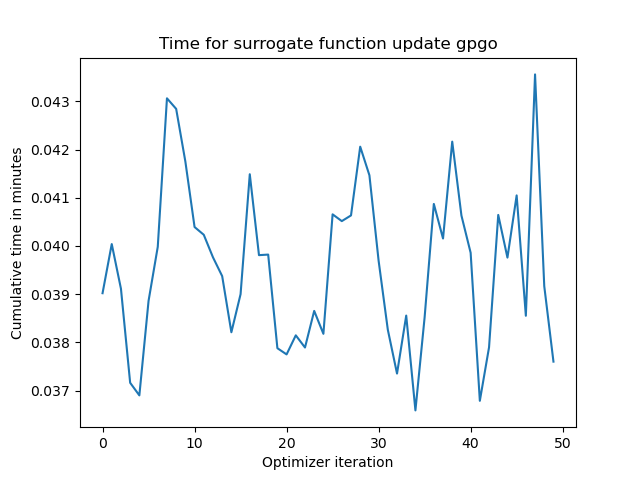 Time for surrogate function update gpgo
0.043
0.042
0.041
0.040
0.039
0.038
0.037
Cumulative time in minutes
0 10 20 30 40 50
Optimizer iteration